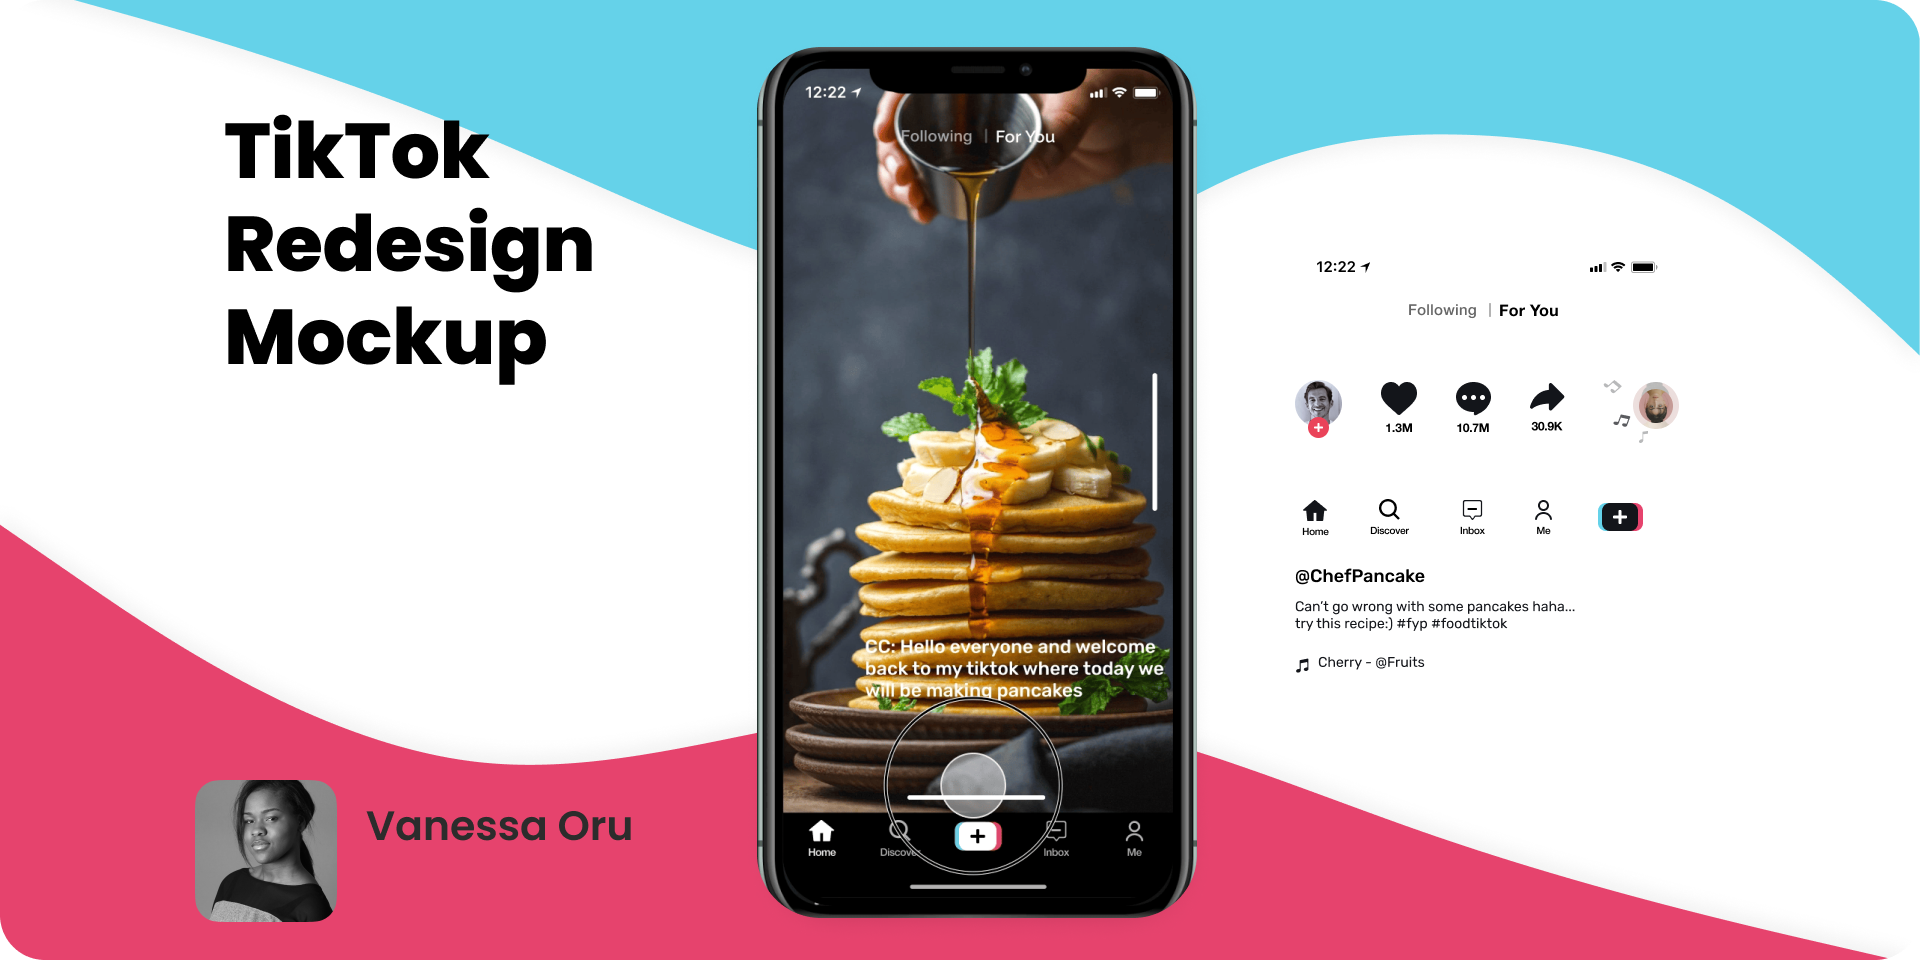 TikTok
Redesign
Mockup
Vanessa Oru
12:22
Following | For You
CC: Hello everyone and welcome
back to my tiktok where today we
will be making pancakes
Home Discover Inbox Me
12:22
Following | For You
1.3M 10.7M 30.9K
Home Discover Inbox Me
@ChefPancake
Can't go wrong with some pancakes haha...
try this recipe:) #fyp #foodtiktok
Cherry - @Fruits